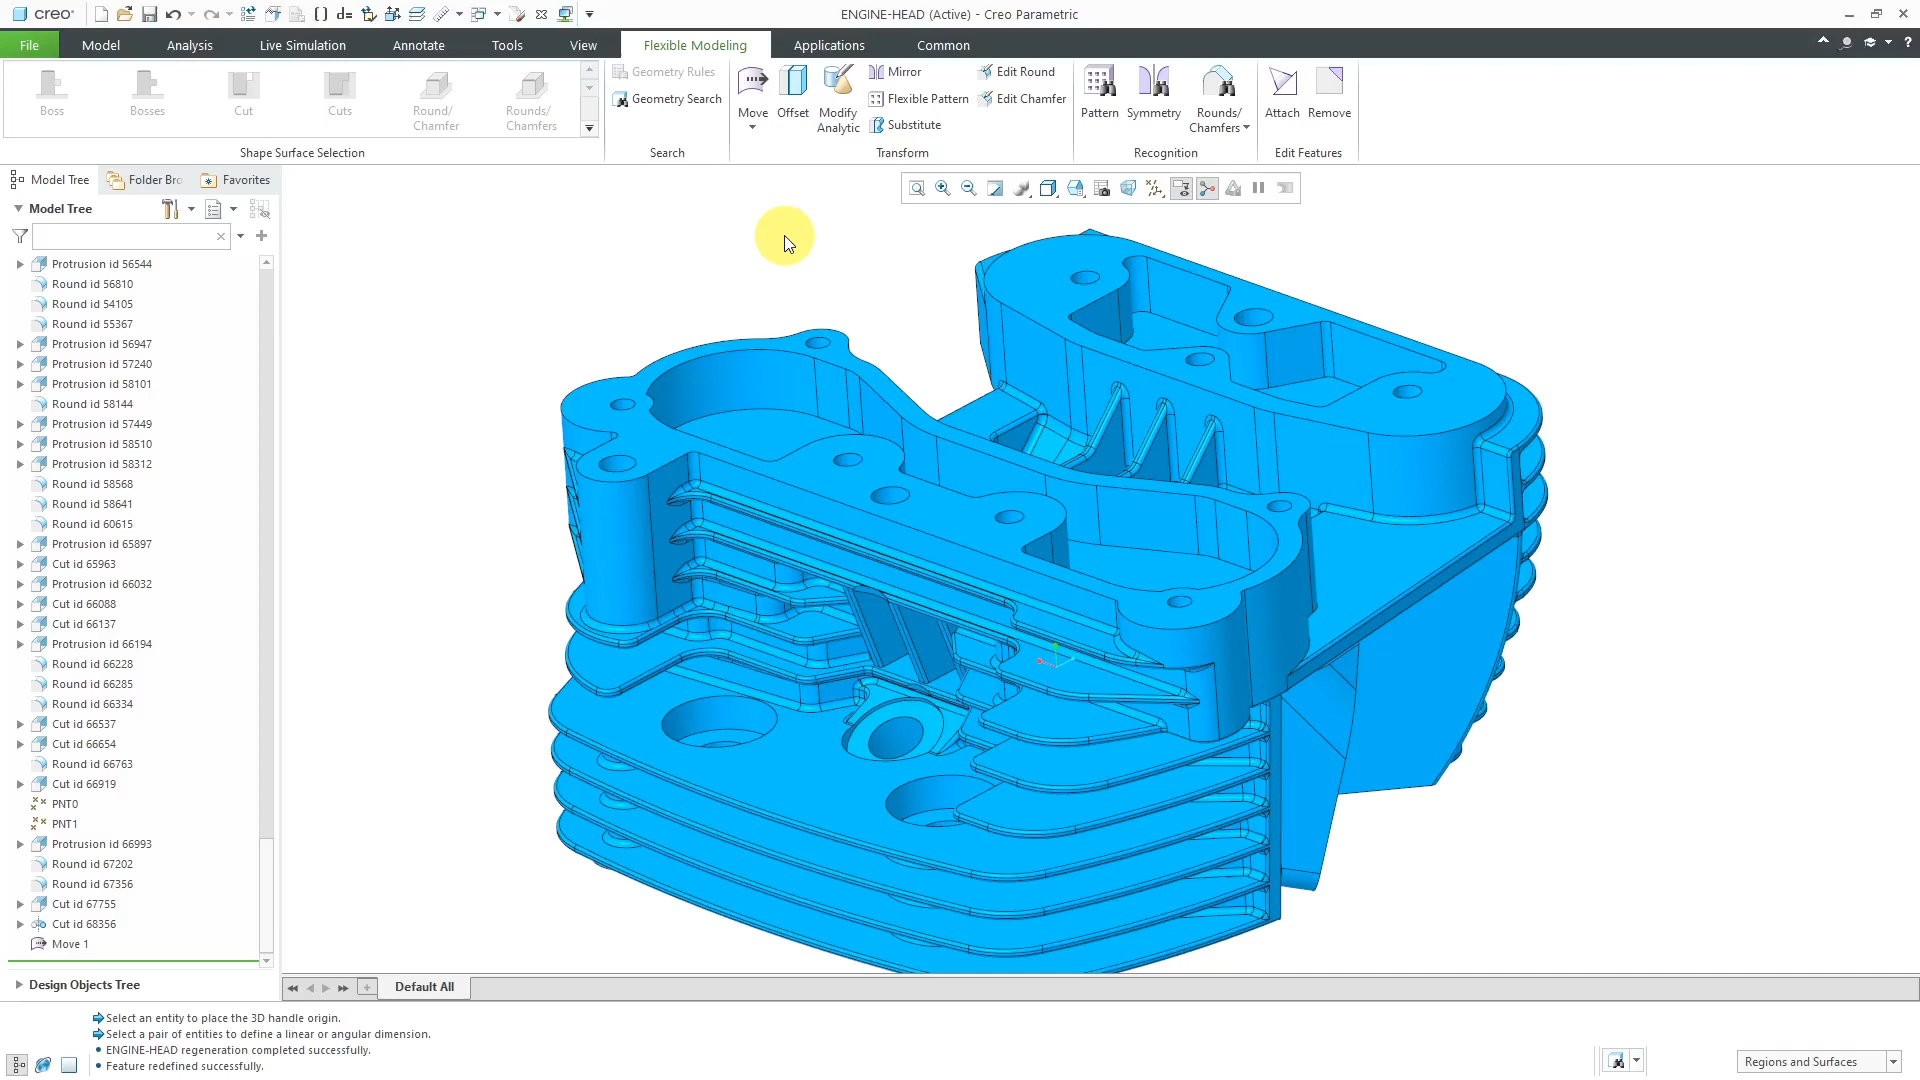 creo
ENGINE-HEAD (Active) - Creo Parametric
File
Model
Analysis
Live Simulation
Annotate
Tools
View
Flexible Modeling
Applications
Common
Boss
Bosses
Cut
Cuts
Round/
Chamfer
Rounds/
Chamfers
Shape Surface Selection
Geometry Rules
Geometry Search
Search
Move
Offset
Modify
Analytic
Mirror
Flexible Pattern
Substitute
Edit Round
Edit Chamfer
Transform
Pattern
Symmetry
Rounds/
Chamfers
Recognition
Attach
Remove
Edit Features
Model Tree
Folder Bro
Favorites
Model Tree
Protrusion id 56544
Round id 56810
Round id 54105
Round id 55367
Protrusion id 56947
Protrusion id 57240
Protrusion id 58101
Round id 58144
Protrusion id 57449
Protrusion id 58510
Protrusion id 58312
Round id 58568
Round id 58641
Round id 60615
Protrusion id 65897
Cut id 65963
Protrusion id 66032
Cut id 66088
Cut id 66137
Protrusion id 66194
Round id 66228
Round id 66285
Round id 66334
Cut id 66537
Cut id 66654
Round id 66763
Cut id 66919
PNT0
PNT1
Protrusion id 66993
Round id 67202
Round id 67356
Cut id 67755
Cut id 68356
Move 1
Design Objects Tree
Default All
Select an entity to place the 3D handle origin.
Select a pair of entities to define a linear or angular dimension.
• ENGINE-HEAD regeneration completed successfully.
• Feature redefined successfully.
Regions and Surfaces